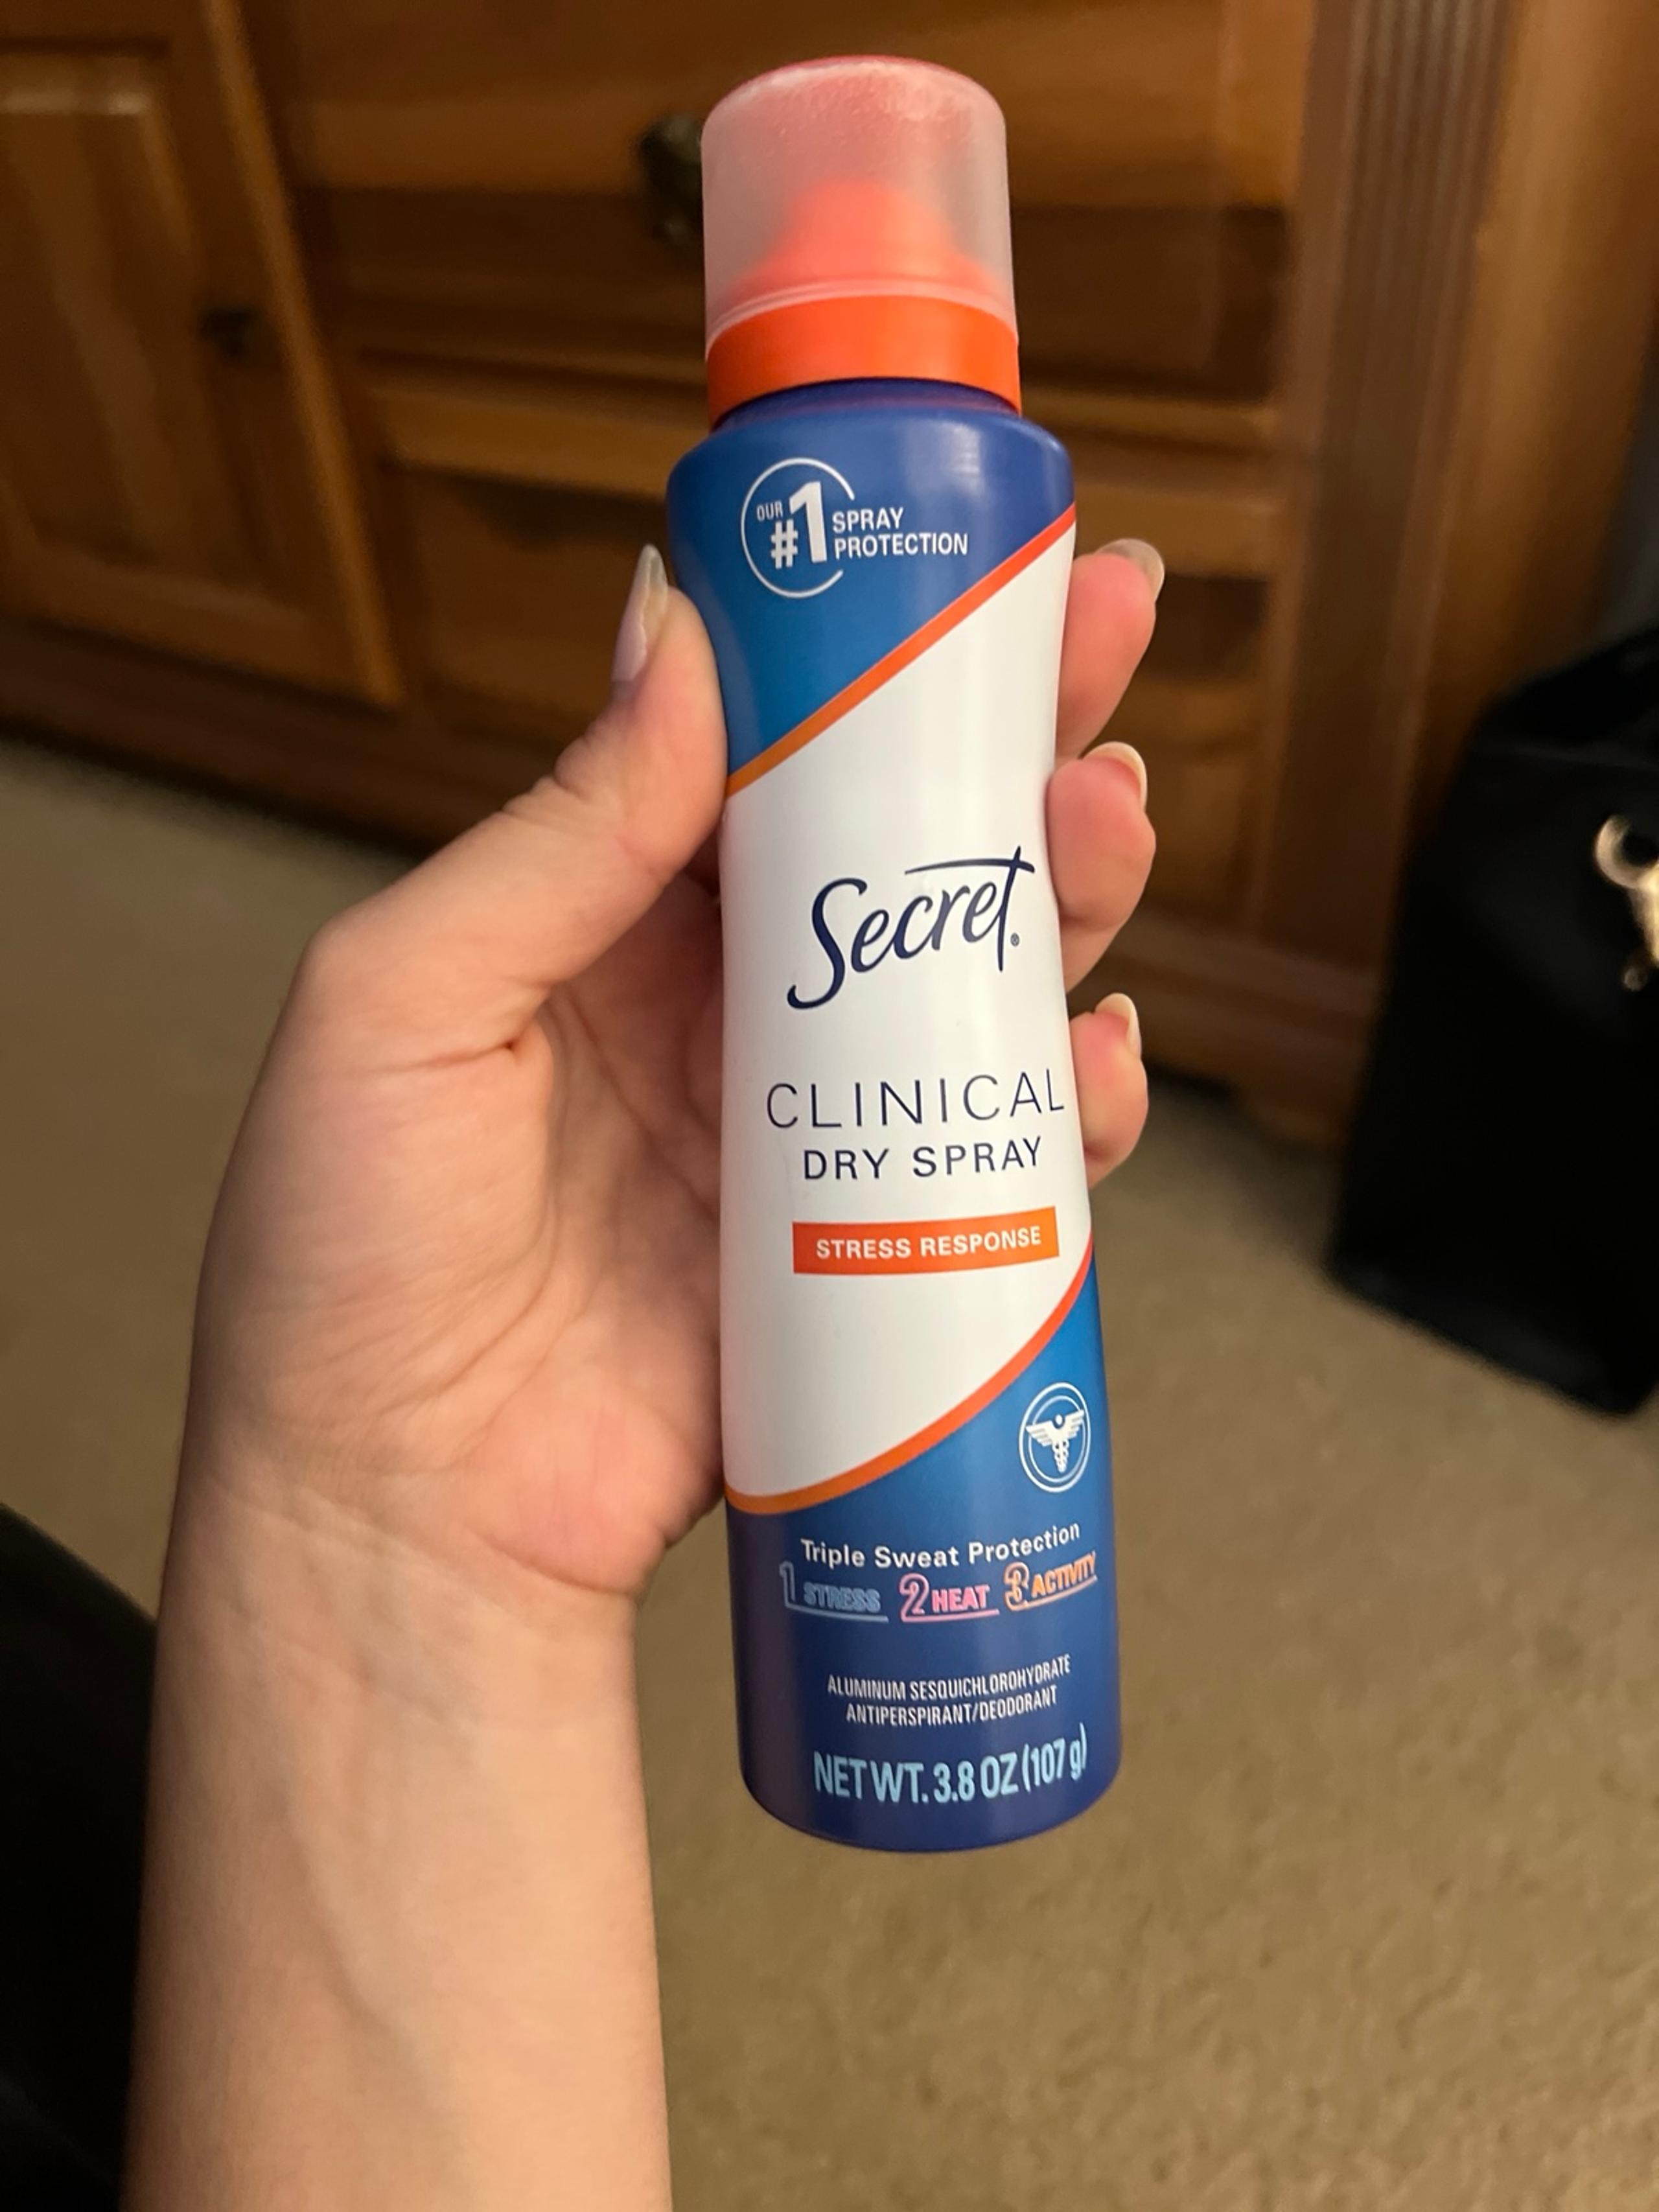 OUR #1 SPRAY
PROTECTION
Secret®
CLINICAL
DRY SPRAY
STRESS RESPONSE
Triple Sweat Protection
1 STRESS 2 HEAT 3 ACTIVITY
ALUMINUM SESQUICHLOROHYDRATE
ANTIPERSPIRANT/DEODORANT
NET WT. 3.8 OZ (107 g)